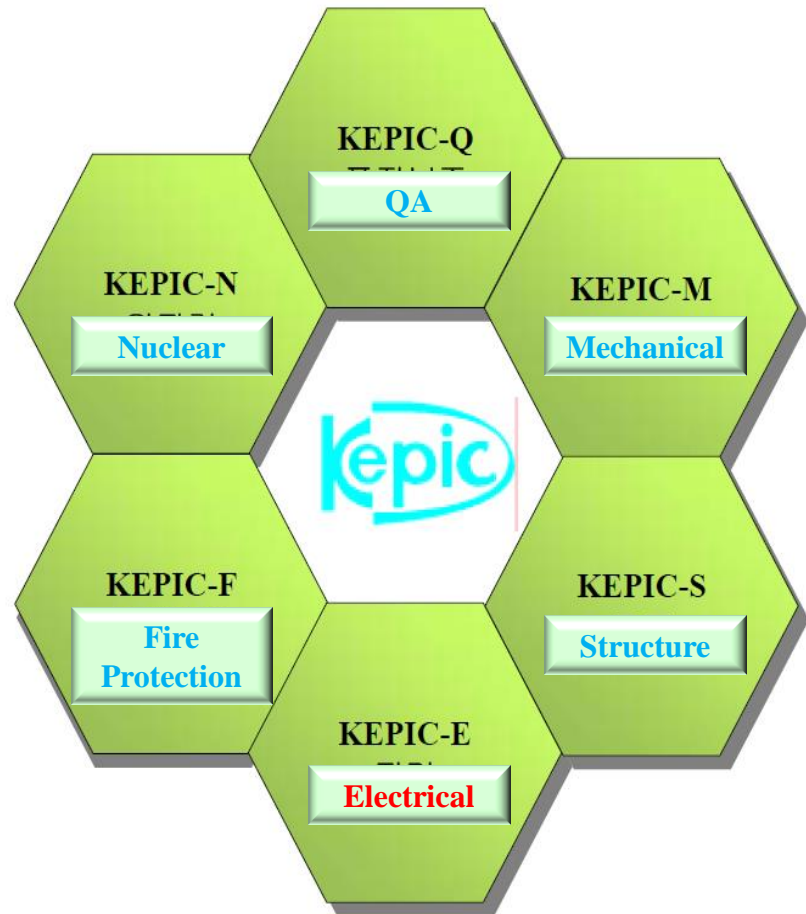 KEPIC-Q
QA
KEPIC-N
Nuclear
KEPIC-M
Mechanical
Kepic
KEPIC-F
Fire
Protection
KEPIC-S
Structure
KEPIC-E
Electrical